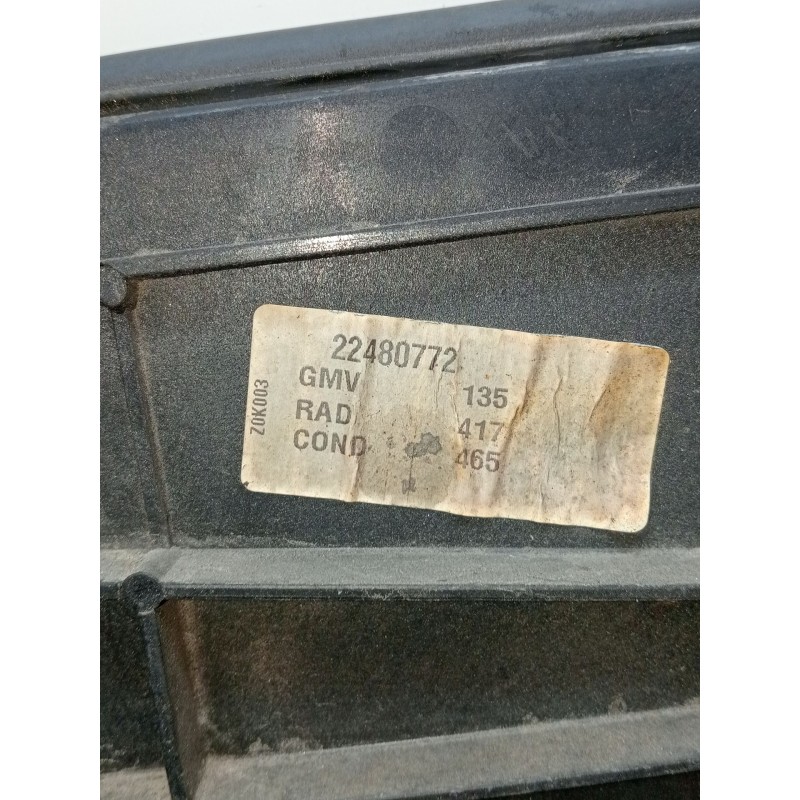 22480772
GMV 135
RAD 417
COND 465
Z0K003